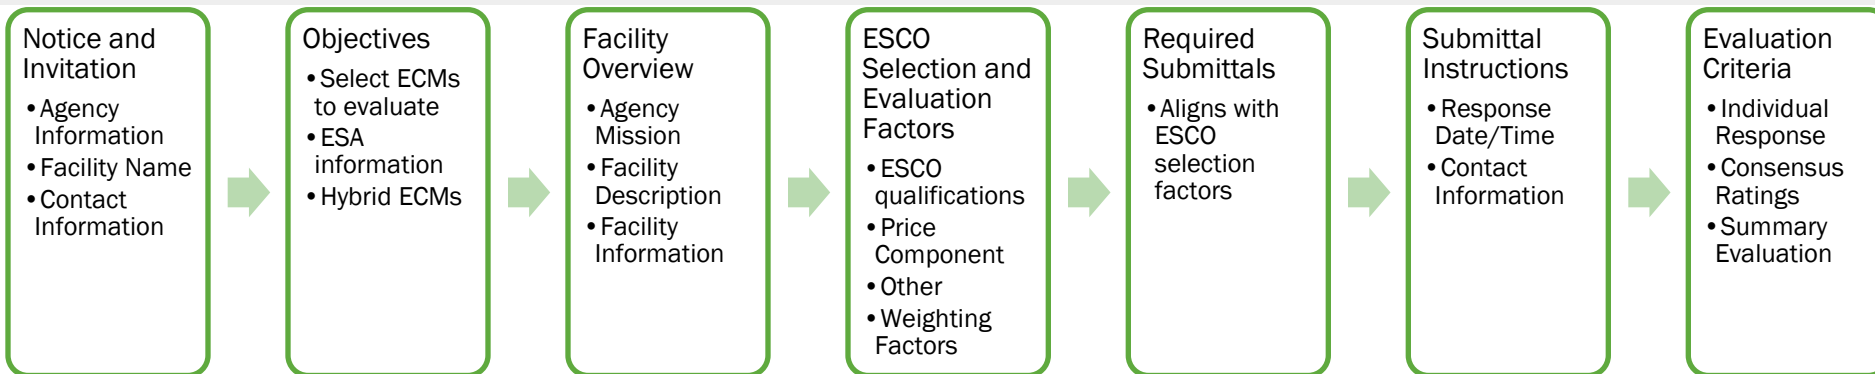 Notice and
Invitation
• Agency
Information
• Facility Name
• Contact
Information
Objectives
• Select ECMs
to evaluate
• ESA
information
• Hybrid ECMs
Facility
Overview
• Agency
Mission
• Facility
Description
• Facility
Information
ESCO
Selection and
Evaluation
Factors
• ESCO
qualifications
• Price
Component
• Other
• Weighting
Factors
Required
Submittals
• Aligns with
ESCO
selection
factors
Submittal
Instructions
• Response
Date/Time
• Contact
Information
Evaluation
Criteria
• Individual
Response
• Consensus
Ratings
• Summary
Evaluation